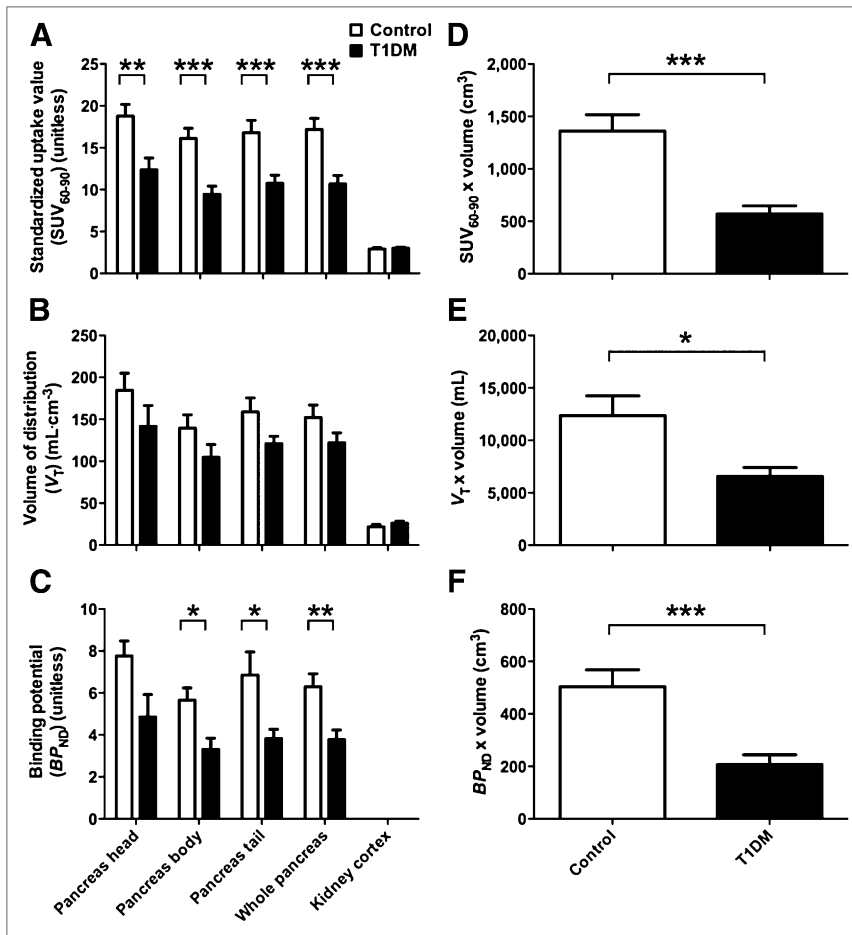 A
Control
T1DM
Standardized uptake value
(SUV60-90) (unitless)
25
20
15
10
5
0
** *** *** ***
B
Volume of distribution
(VT) (mL·cm-3)
250
200
150
100
50
0
C
Binding potential
(BPND) (unitless)
10
8
6
4
2
0
* * **
Pancreas head
Pancreas body
Pancreas tail
Whole pancreas
Kidney cortex
D
SUV60-90 x volume (cm3)
2,000
1,500
1,000
500
0
***
E
VT x volume (mL)
20,000
15,000
10,000
5,000
0
*
F
BPND x volume (cm3)
800
600
400
200
0
***
Control
T1DM